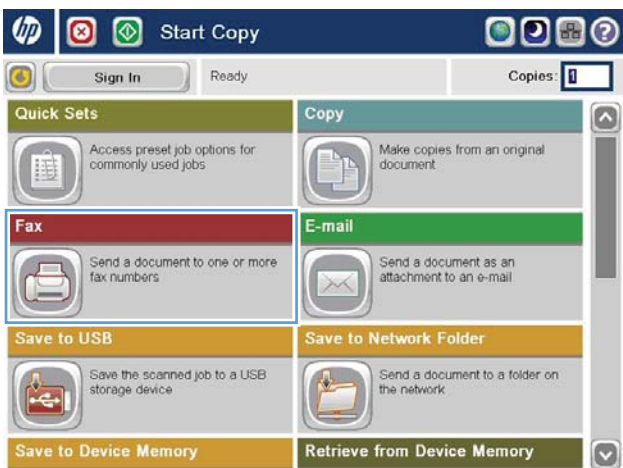 hp Start Copy
Sign In Ready Copies: 1
Quick Sets
Access preset job options for
commonly used jobs
Copy
Make copies from an original
document
Fax
Send a document to one or more
fax numbers
E-mail
Send a document as an
attachment to an e-mail
Save to USB
Save the scanned job to a USB
storage device
Save to Network Folder
Send a document to a folder on
the network
Save to Device Memory
Retrieve from Device Memory